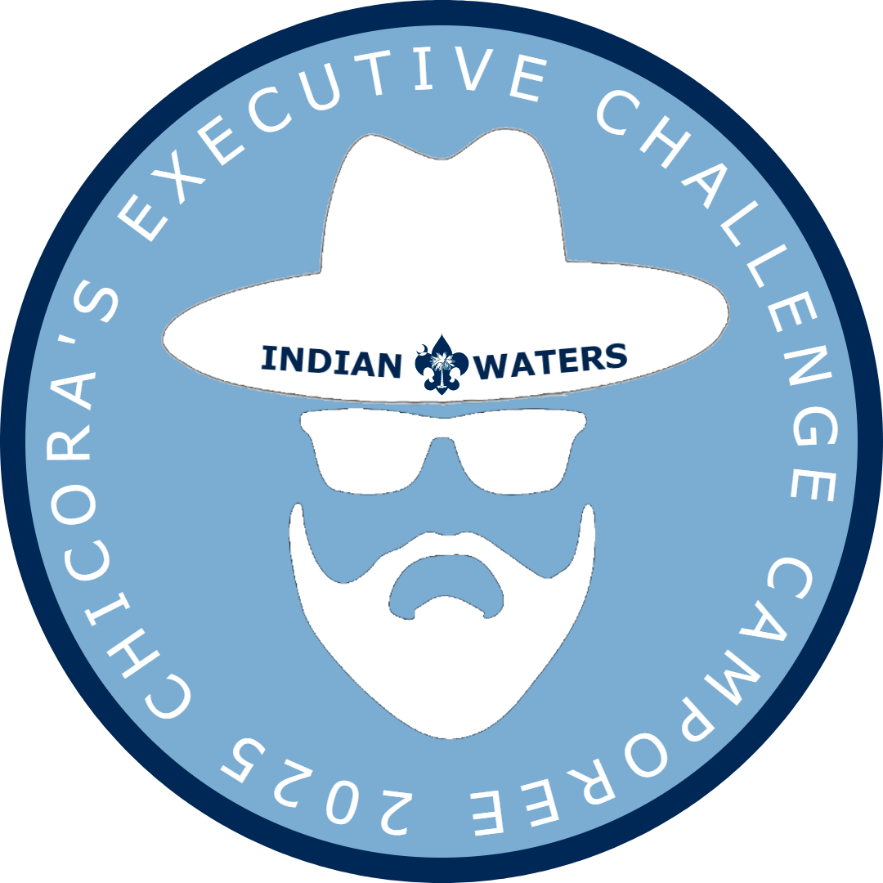 CHICORA'S EXECUTIVE CHALLENGE CAMPOREE 2025
INDIAN WATERS